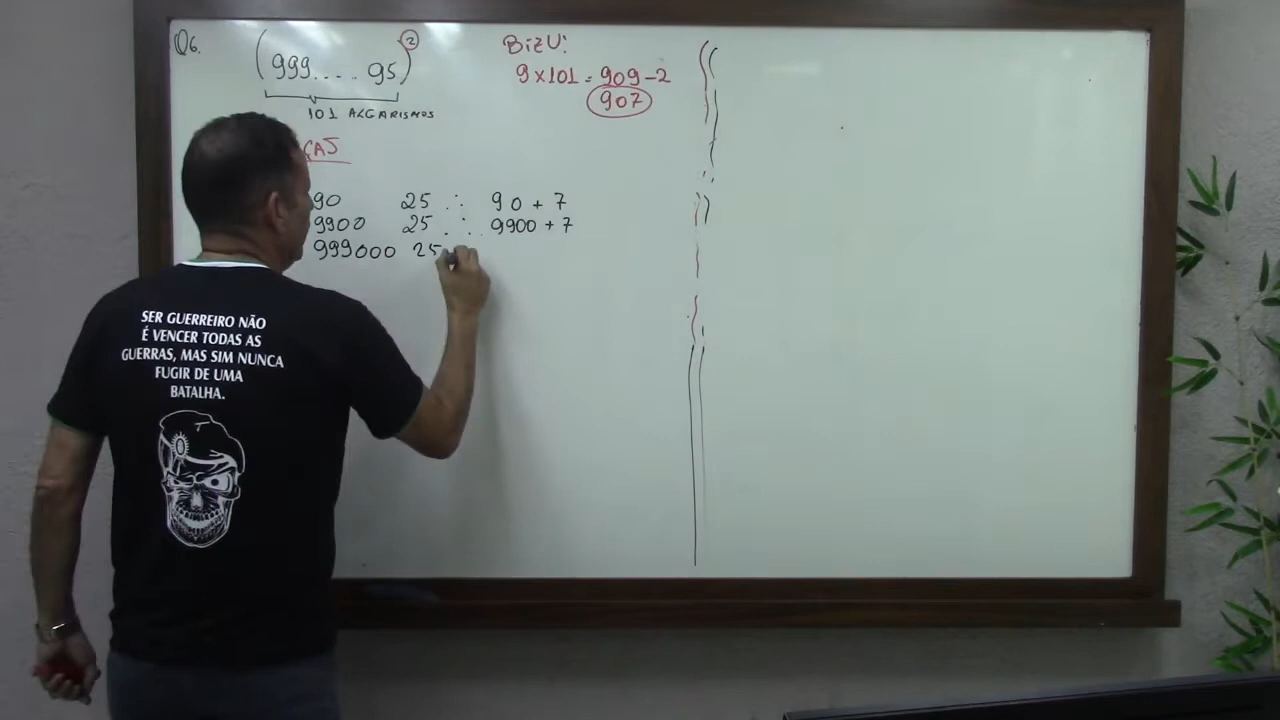 Q6.
(999.... 95)²
101 ALGARISMOS
BIZU:
9 x 101 = 909 - 2
907
90 25 ∴ 90 + 7
9900 25 ∴ 9900 + 7
999000 25
SER GUERREIRO NÃO
É VENCER TODAS AS
GUERRAS, MAS SIM NUNCA
FUGIR DE UMA
BATALHA.